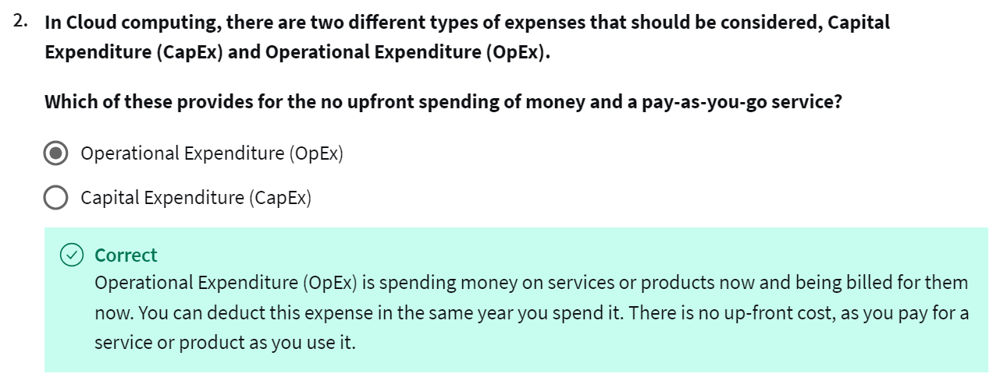 2. In Cloud computing, there are two different types of expenses that should be considered, Capital
Expenditure (CapEx) and Operational Expenditure (OpEx).
Which of these provides for the no upfront spending of money and a pay-as-you-go service?
Operational Expenditure (OpEx)
Capital Expenditure (CapEx)
Correct
Operational Expenditure (OpEx) is spending money on services or products now and being billed for them
now. You can deduct this expense in the same year you spend it. There is no up-front cost, as you pay for a
service or product as you use it.